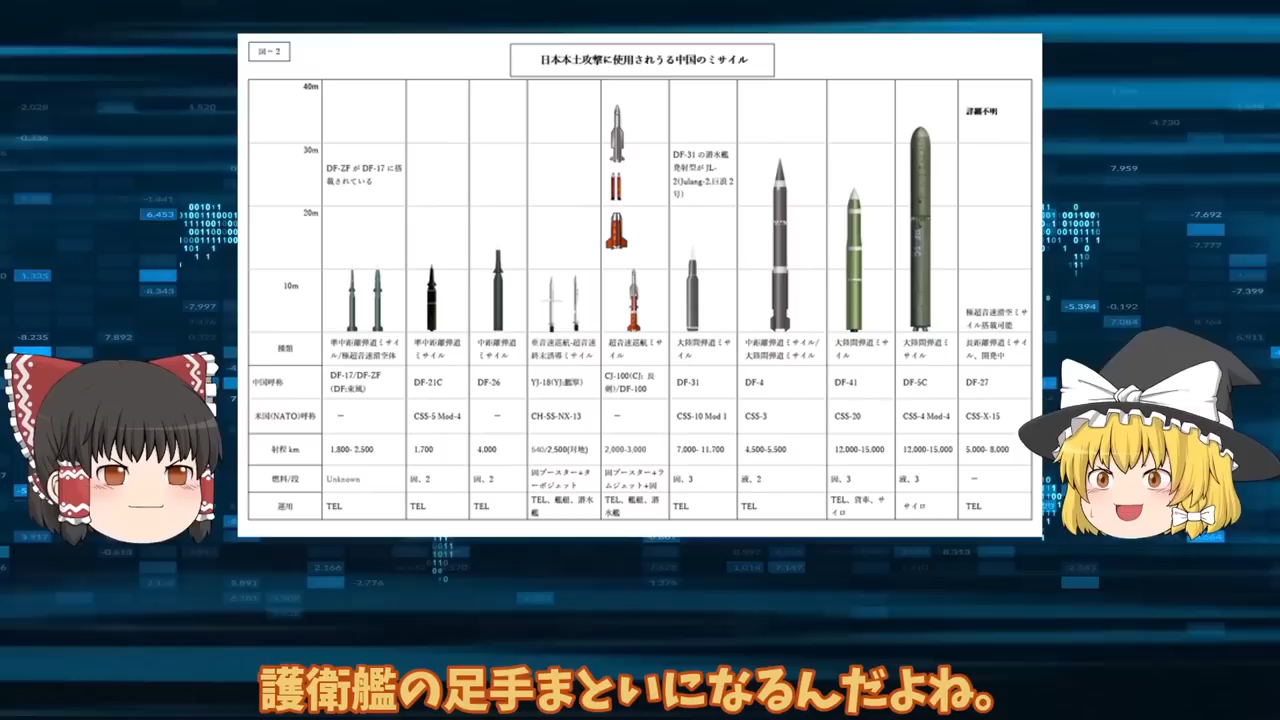 図-2
日本本土攻撃に使用されうる中国のミサイル
40m
30m
20m
10m
DF-ZF が DF-17 に搭
載されている
DF-31 の潜水艦
発射型が JL-
2(Julang-2.巨浪 2
号)
詳細不明
極超音速滑空ミサ
イル搭載可能
種類
準中距離弾道ミサイ
ル/極超音速滑空体
準中距離弾道
ミサイル
中距離弾道
ミサイル
亜音速巡航-超音速
終末誘導ミサイル
超音速巡航ミサ
イル
大陸間弾道ミサ
イル
中距離弾道ミサイル/
大陸間弾道ミサイル
大陸間弾道ミサ
イル
大陸間弾道ミ
サイル
長距離弾道ミサイ
ル、開発中
中国呼称
DF-17/DF-ZF
(DF:東風)
DF-21C
DF-26
YJ-18(YJ:鷹撃)
CJ-100(CJ: 長
剣)/DF-100
DF-31
DF-4
DF-41
DF-5C
DF-27
米国(NATO)呼称
－
CSS-5 Mod-4
－
CH-SS-NX-13
－
CSS-10 Mod 1
CSS-3
CSS-20
CSS-4 Mod-4
CSS-X-15
射程 km
1,800- 2,500
1,700
4,000
540/2,500(対地)
2,000-3,000
7,000- 11,700
4,500-5,500
12,000-15,000
12,000-15,000
5,000- 8,000
燃料/段
Unknown
固、2
固、2
固ブースター+タ
ーボジェット
固ブースター+ラ
ムジェット+固
固、3
液、2
固、3
液、3
－
運用
TEL
TEL
TEL
TEL、艦艇、潜水
艦
TEL、艦艇、潜
水艦
TEL
TEL
TEL、貨車、サ
イロ
サイロ
TEL
護衛艦の足手まといになるんだよね。